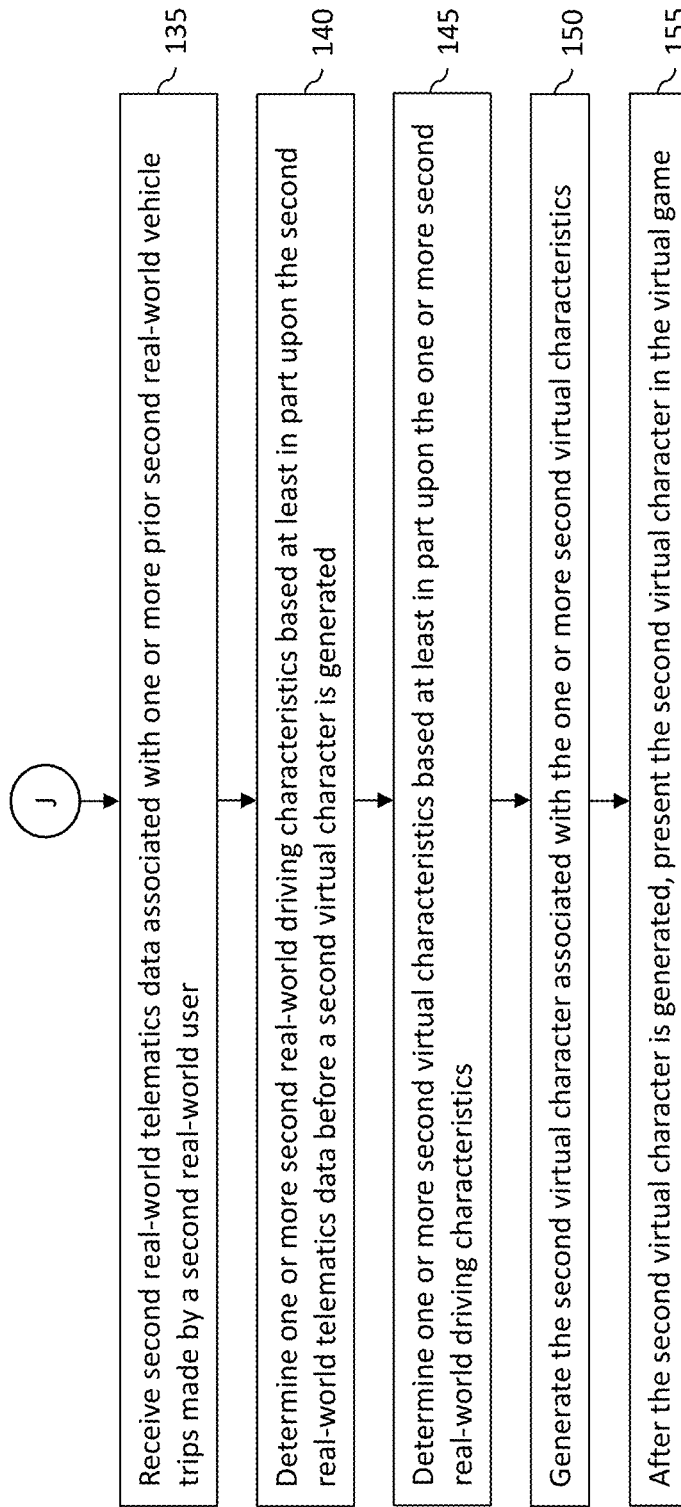 J
Receive second real-world telematics data associated with one or more prior second real-world vehicle
trips made by a second real-world user
135
Determine one or more second real-world driving characteristics based at least in part upon the second
real-world telematics data before a second virtual character is generated
140
Determine one or more second virtual characteristics based at least in part upon the one or more second
real-world driving characteristics
145
Generate the second virtual character associated with the one or more second virtual characteristics
150
After the second virtual character is generated, present the second virtual character in the virtual game
155